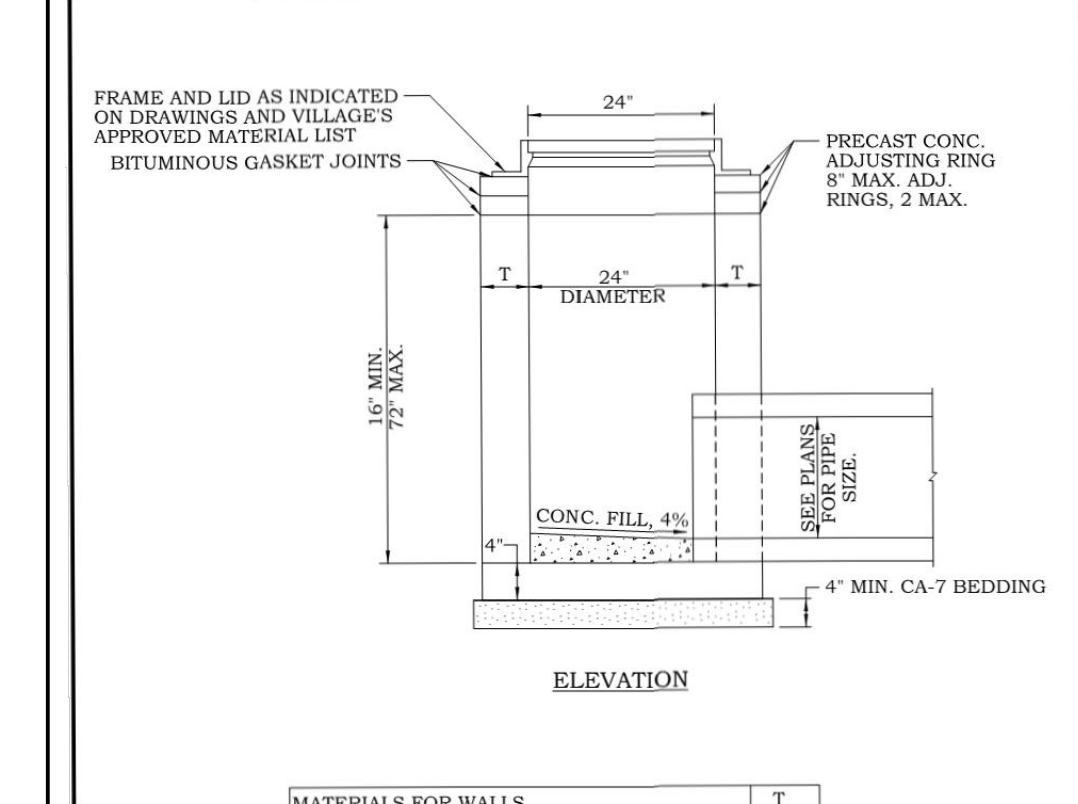 24"
FRAME AND LID AS INDICATED
ON DRAWINGS AND VILLAGE'S
APPROVED MATERIAL LIST
BITUMINOUS GASKET JOINTS
PRECAST CONC.
ADJUSTING RING
8" MAX. ADJ.
RINGS, 2 MAX.
T
24"
DIAMETER
T
16" MIN.
72" MAX.
SEE PLANS
FOR PIPE
SIZE.
CONC. FILL, 4%
4"
4" MIN. CA-7 BEDDING
ELEVATION
MATERIALS FOR WALLS
T